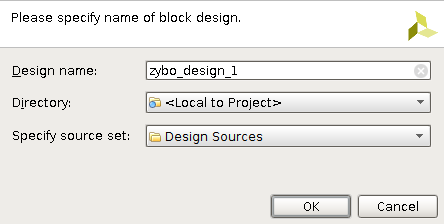 Please specify name of block design.
Design name: zybo_design_1
Directory: <Local to Project>
Specify source set: Design Sources
OK Cancel